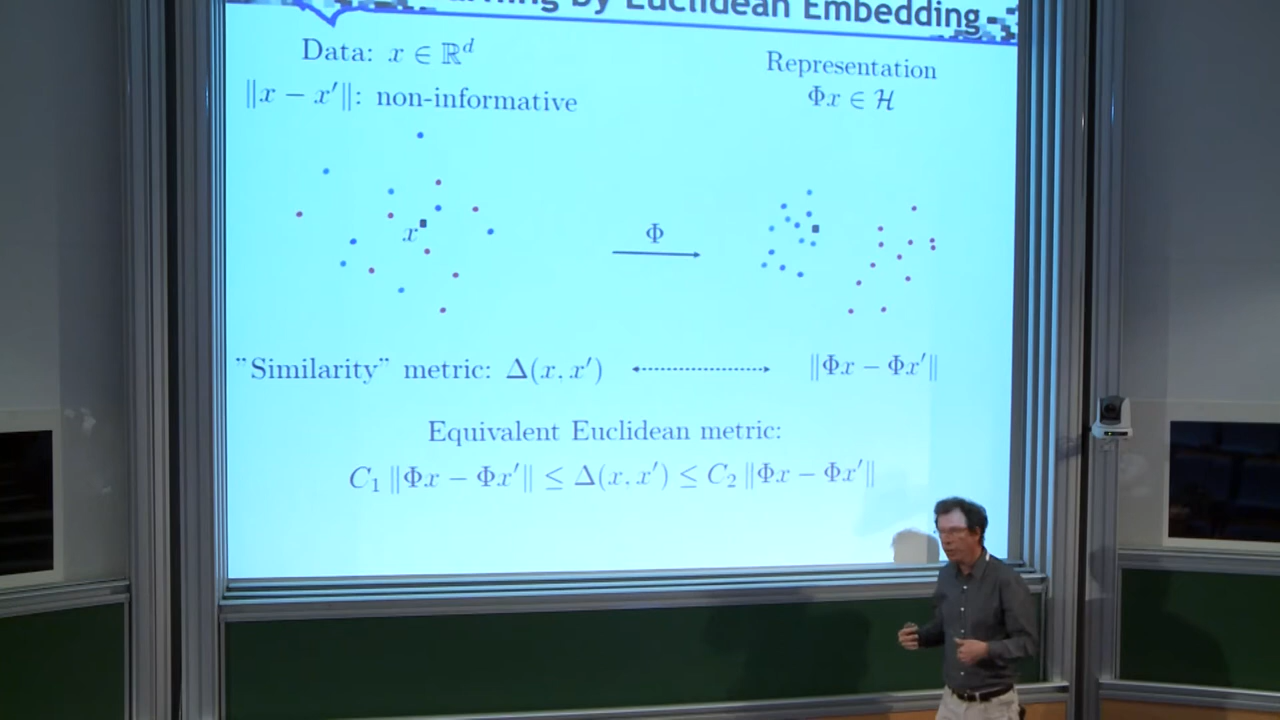 by Euclidean Embedding
Data: x ∈ ℝᵈ
Representation
‖x − x′‖: non-informative
Φx ∈ ℋ
x
Φ
"Similarity" metric: Δ(x, x′)
‖Φx − Φx′‖
Equivalent Euclidean metric:
C₁ ‖Φx − Φx′‖ ≤ Δ(x, x′) ≤ C₂ ‖Φx − Φx′‖